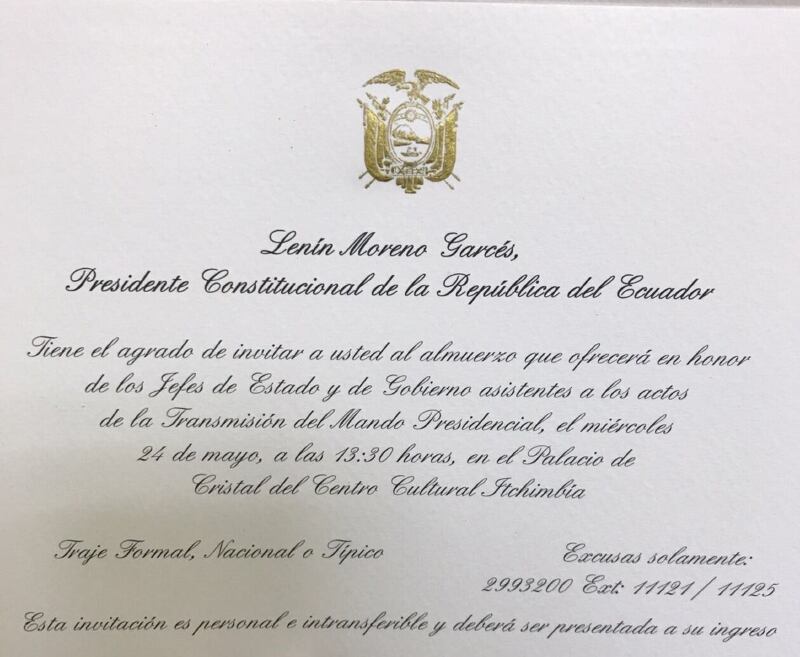 Lenín Moreno Garcés,
Presidente Constitucional de la República del Ecuador
Tiene el agrado de invitar a usted al almuerzo que ofrecerá en honor
de los Jefes de Estado y de Gobierno asistentes a los actos
de la Transmisión del Mando Presidencial, el miércoles
24 de mayo, a las 13:30 horas, en el Palacio de
Cristal del Centro Cultural Itchimbía
Traje Formal, Nacional o Típico
Excusas solamente:
2993200 Ext: 11121 / 11125
Esta invitación es personal e intransferible y deberá ser presentada a su ingreso